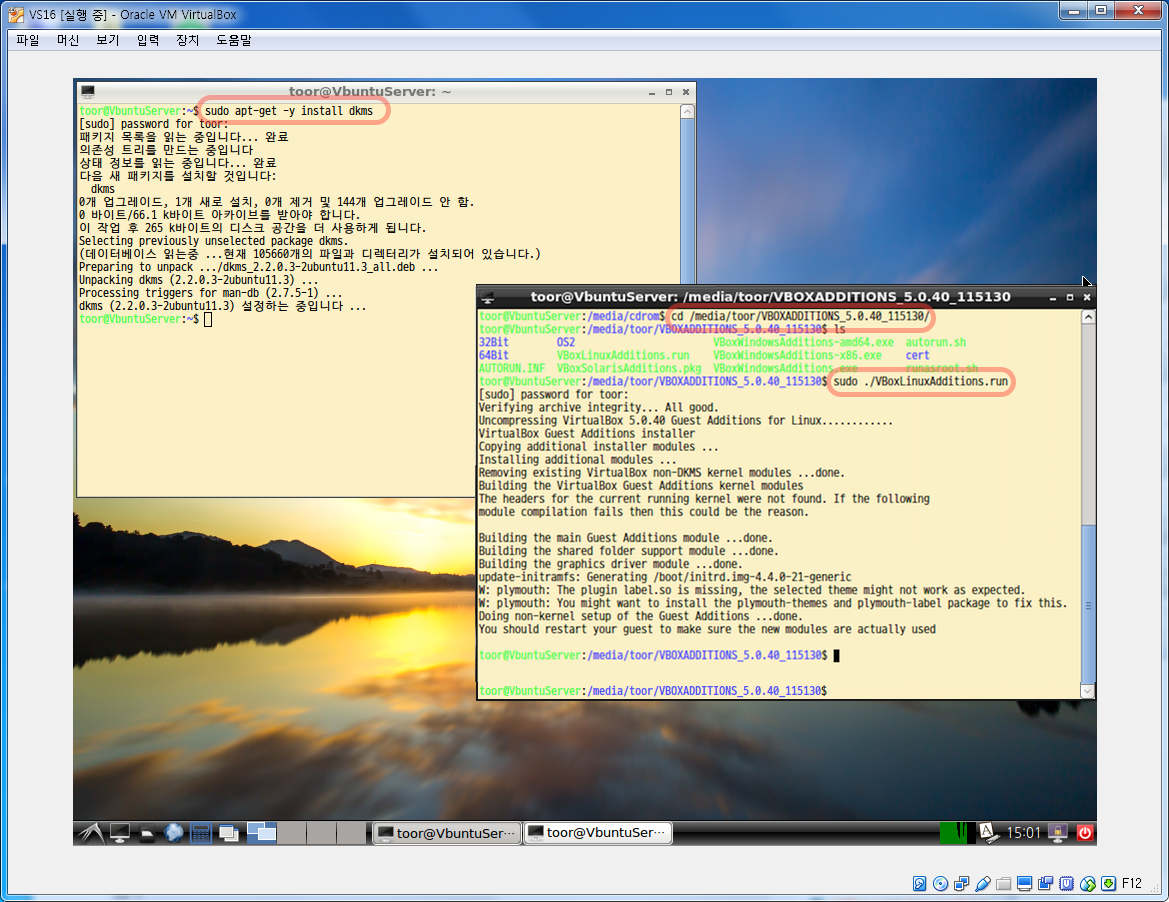 VS16 [실행 중] - Oracle VM VirtualBox
파일 머신 보기 입력 장치 도움말
toor@VbuntuServer: ~
toor@VbuntuServer:~$ sudo apt-get -y install dkms
[sudo] password for toor:
패키지 목록을 읽는 중입니다... 완료
의존성 트리를 만드는 중입니다
상태 정보를 읽는 중입니다... 완료
다음 새 패키지를 설치할 것입니다:
dkms
0개 업그레이드, 1개 새로 설치, 0개 제거 및 144개 업그레이드 안 함.
0 바이트/66.1 k바이트 아카이브를 받아야 합니다.
이 작업 후 265 k바이트의 디스크 공간을 더 사용하게 됩니다.
Selecting previously unselected package dkms.
(데이터베이스 읽는중 ...현재 105660개의 파일과 디렉터리가 설치되어 있습니다.)
Preparing to unpack .../dkms_2.2.0.3-2ubuntu11.3_all.deb ...
Unpacking dkms (2.2.0.3-2ubuntu11.3) ...
Processing triggers for man-db (2.7.5-1) ...
dkms (2.2.0.3-2ubuntu11.3) 설정하는 중입니다 ...
toor@VbuntuServer:~$
toor@VbuntuServer: /media/toor/VBOXADDITIONS_5.0.40_115130
toor@VbuntuServer:/media/cdrom$ cd /media/toor/VBOXADDITIONS_5.0.40_115130/
toor@VbuntuServer:/media/toor/VBOXADDITIONS_5.0.40_115130$ ls
32Bit OS2 VBoxWindowsAdditions-amd64.exe autorun.sh
64Bit VBoxLinuxAdditions.run VBoxWindowsAdditions-x86.exe cert
AUTORUN.INF VBoxSolarisAdditions.pkg VBoxWindowsAdditions.exe runasroot.sh
toor@VbuntuServer:/media/toor/VBOXADDITIONS_5.0.40_115130$ sudo ./VBoxLinuxAdditions.run
[sudo] password for toor:
Verifying archive integrity... All good.
Uncompressing VirtualBox 5.0.40 Guest Additions for Linux...........
VirtualBox Guest Additions installer
Copying additional installer modules ...
Installing additional modules ...
Removing existing VirtualBox non-DKMS kernel modules ...done.
Building the VirtualBox Guest Additions kernel modules
The headers for the current running kernel were not found. If the following
module compilation fails then this could be the reason.
Building the main Guest Additions module ...done.
Building the shared folder support module ...done.
Building the graphics driver module ...done.
update-initramfs: Generating /boot/initrd.img-4.4.0-21-generic
W: plymouth: The plugin label.so is missing, the selected theme might not work as expected.
W: plymouth: You might want to install the plymouth-themes and plymouth-label package to fix this.
Doing non-kernel setup of the Guest Additions ...done.
You should restart your guest to make sure the new modules are actually used
toor@VbuntuServer:/media/toor/VBOXADDITIONS_5.0.40_115130$
toor@VbuntuServer:/media/toor/VBOXADDITIONS_5.0.40_115130$
toor@VbuntuSer··· toor@VbuntuSer··· A 15:01
F12